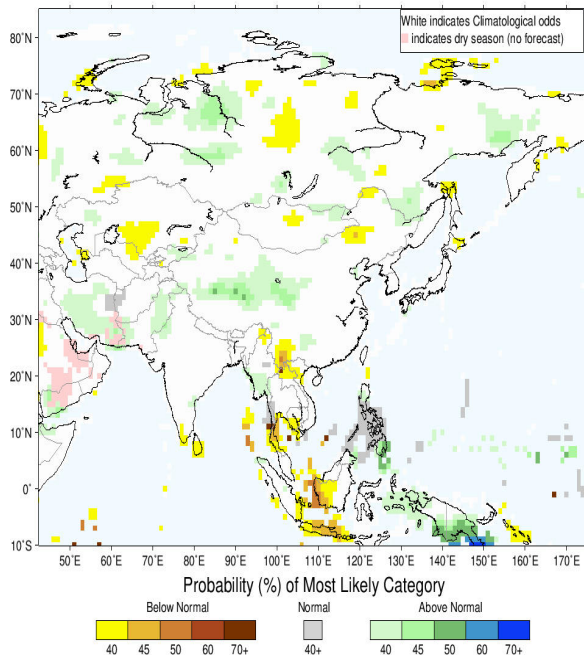 White indicates Climatological odds
indicates dry season (no forecast)
80°N
70°N
60°N
50°N
40°N
30°N
20°N
10°N
0°
10°S
50°E 60°E 70°E 80°E 90°E 100°E 110°E 120°E 130°E 140°E 150°E 160°E 170°E
Probability (%) of Most Likely Category
Below Normal Normal Above Normal
40 45 50 60 70+ 40+ 40 45 50 60 70+